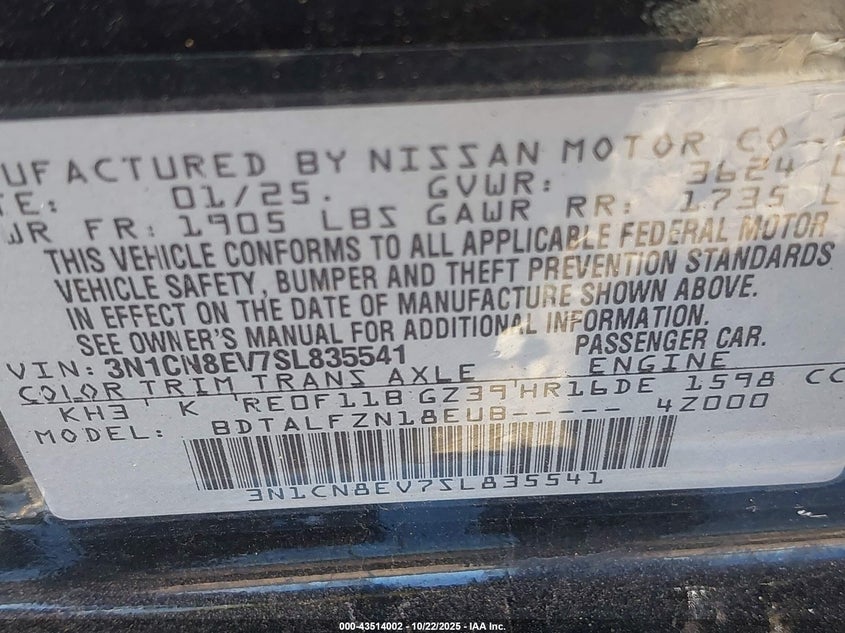 UFACTURED BY NISSAN MOTOR CO
TE: 01/25. GVWR: 3624 L
WR FR: 1905 LBS GAWR RR: 1735 L
THIS VEHICLE CONFORMS TO ALL APPLICABLE FEDERAL MOTOR
VEHICLE SAFETY, BUMPER AND THEFT PREVENTION STANDARDS
IN EFFECT ON THE DATE OF MANUFACTURE SHOWN ABOVE.
SEE OWNER'S MANUAL FOR ADDITIONAL INFORMATION.
VIN: 3N1CN8EV7SL835541 PASSENGER CAR.
COLOR TRIM TRANS AXLE ENGINE
KH3 K RE0F11B GZ39 HR16DE 1598 CC
MODEL: BDTALFZN18EUB----- 4Z000
3N1CN8EV7SL835541
000-43514002 - 10/22/2025 - IAA Inc.